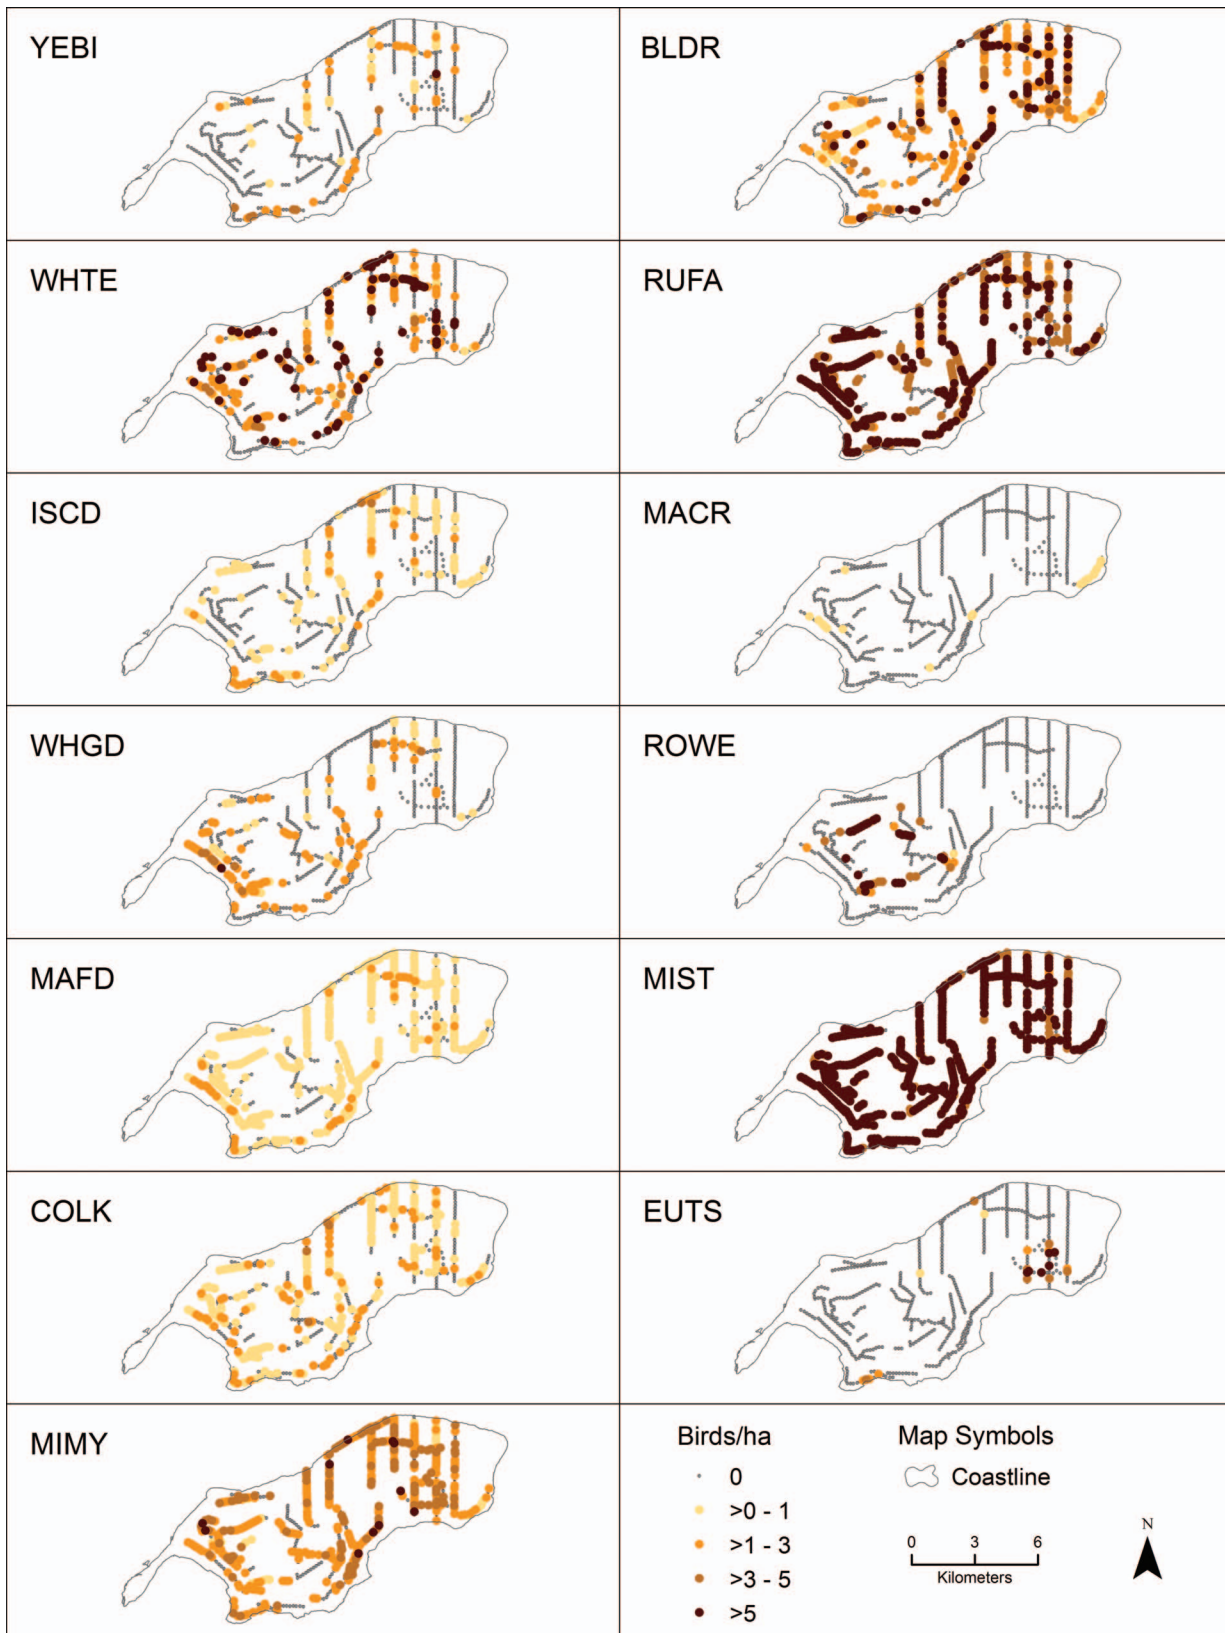 YEBI
BLDR
WHTE
RUFA
ISCD
MACR
WHGD
ROWE
MAFD
MIST
COLK
EUTS
MIMY
Birds/ha
0
>0 - 1
>1 - 3
>3 - 5
>5
Map Symbols
Coastline
0 3 6
Kilometers
N